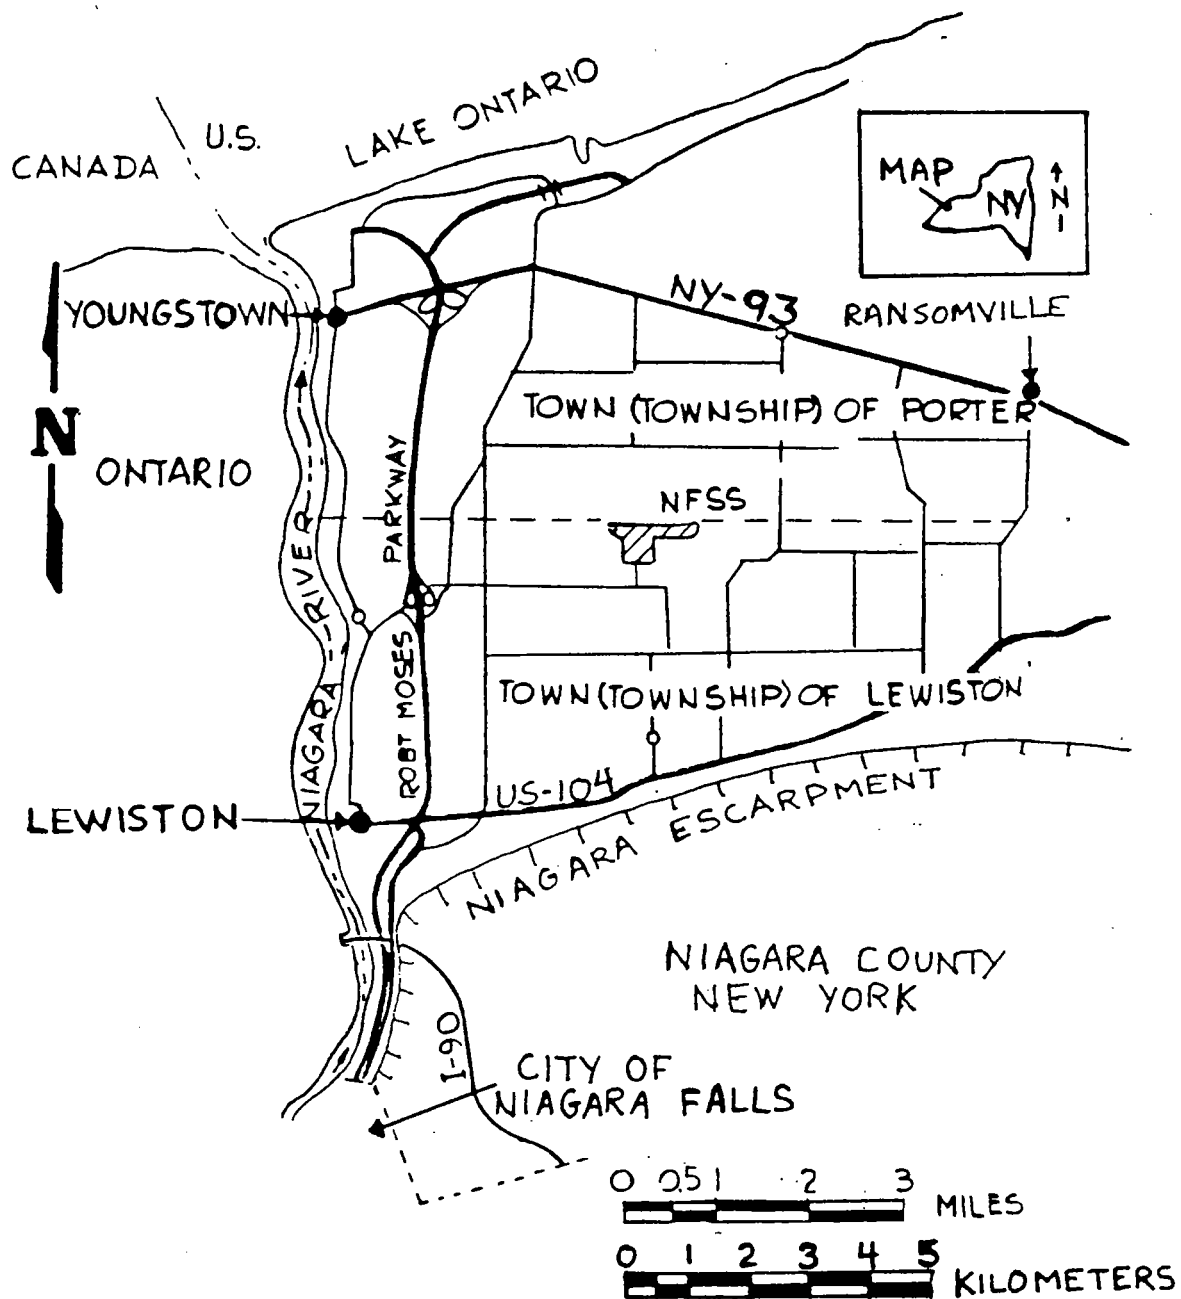 LAKE ONTARIO
U.S.
CANADA
MAP
NY
N
NY-93
YOUNGSTOWN
RANSOMVILLE
N
TOWN (TOWNSHIP) OF PORTER
ONTARIO
PARKWAY
NFSS
NIAGARA RIVER
ROBT MOSES
TOWN (TOWNSHIP) OF LEWISTON
US-104
LEWISTON
NIAGARA ESCARPMENT
NIAGARA COUNTY
NEW YORK
I-90
CITY OF
NIAGARA FALLS
0 0.5 1 2 3
MILES
0 1 2 3 4 5
KILOMETERS